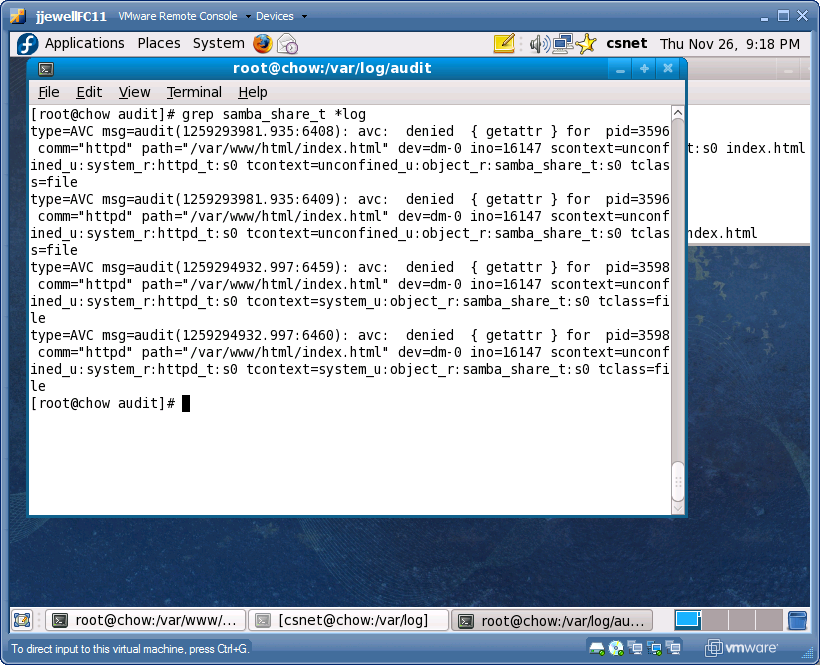 jjewellFC11 VMware Remote Console Devices
Applications Places System csnet Thu Nov 26, 9:18 PM
root@chow:/var/log/audit
File Edit View Terminal Help
[root@chow audit]# grep samba_share_t *log
type=AVC msg=audit(1259293981.935:6408): avc:  denied  { getattr } for  pid=3596
 comm="httpd" path="/var/www/html/index.html" dev=dm-0 ino=16147 scontext=unconf
ined_u:system_r:httpd_t:s0 tcontext=unconfined_u:object_r:samba_share_t:s0 tclas
s=file
type=AVC msg=audit(1259293981.935:6409): avc:  denied  { getattr } for  pid=3596
 comm="httpd" path="/var/www/html/index.html" dev=dm-0 ino=16147 scontext=unconf
ined_u:system_r:httpd_t:s0 tcontext=unconfined_u:object_r:samba_share_t:s0 tclas
s=file
type=AVC msg=audit(1259294932.997:6459): avc:  denied  { getattr } for  pid=3598
 comm="httpd" path="/var/www/html/index.html" dev=dm-0 ino=16147 scontext=unconf
ined_u:system_r:httpd_t:s0 tcontext=system_u:object_r:samba_share_t:s0 tclass=fi
le
type=AVC msg=audit(1259294932.997:6460): avc:  denied  { getattr } for  pid=3598
 comm="httpd" path="/var/www/html/index.html" dev=dm-0 ino=16147 scontext=unconf
ined_u:system_r:httpd_t:s0 tcontext=system_u:object_r:samba_share_t:s0 tclass=fi
le
[root@chow audit]#
t:s0 index.html
ndex.html
root@chow:/var/www/... [csnet@chow:/var/log] root@chow:/var/log/au...
To direct input to this virtual machine, press Ctrl+G. vmware